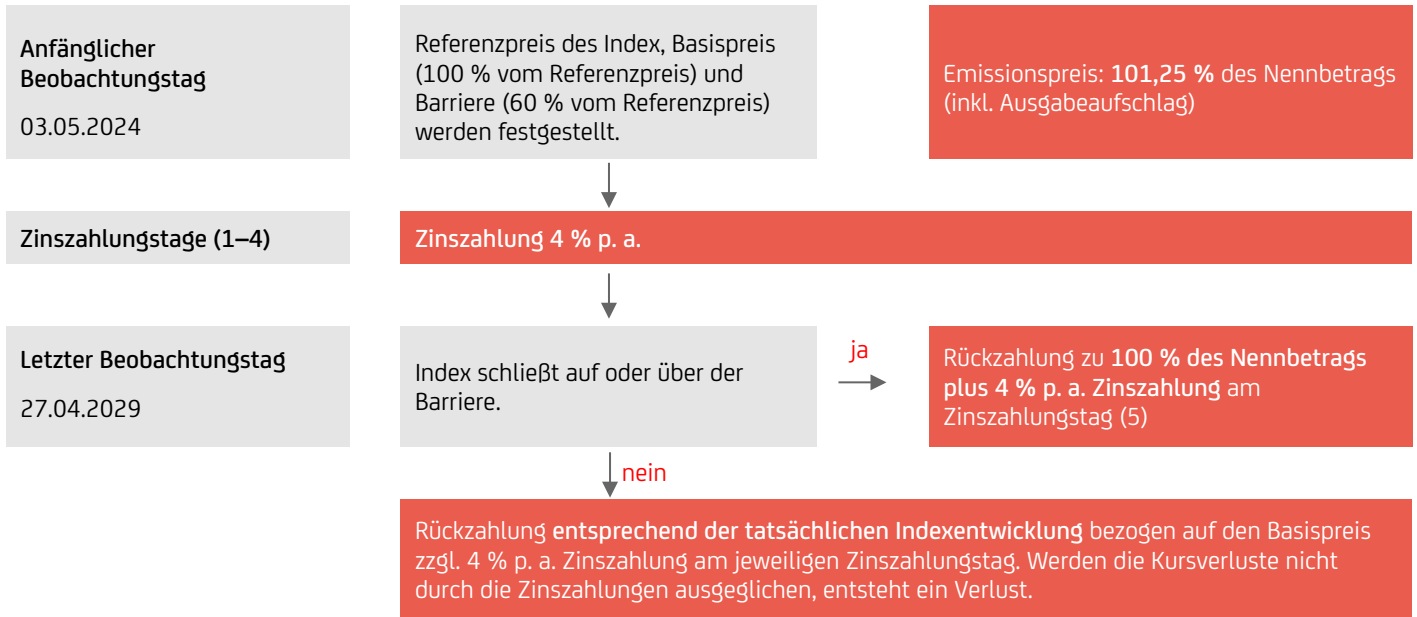 Anfänglicher
Beobachtungstag
03.05.2024
Referenzpreis des Index, Basispreis
(100 % vom Referenzpreis) und
Barriere (60 % vom Referenzpreis)
werden festgestellt.
Emissionspreis: 101,25 % des Nennbetrags
(inkl. Ausgabeaufschlag)
Zinszahlungstage (1–4)
Zinszahlung 4 % p. a.
Letzter Beobachtungstag
27.04.2029
Index schließt auf oder über der
Barriere.
ja
Rückzahlung zu 100 % des Nennbetrags
plus 4 % p. a. Zinszahlung am
Zinszahlungstag (5)
nein
Rückzahlung entsprechend der tatsächlichen Indexentwicklung bezogen auf den Basispreis
zzgl. 4 % p. a. Zinszahlung am jeweiligen Zinszahlungstag. Werden die Kursverluste nicht
durch die Zinszahlungen ausgeglichen, entsteht ein Verlust.